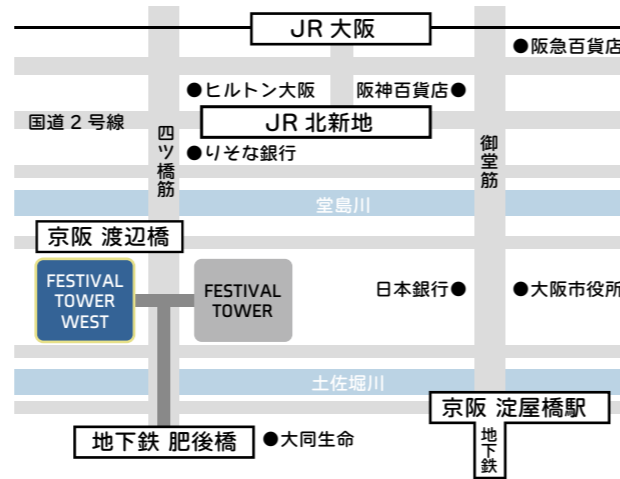 JR 大阪
●阪急百貨店
●ヒルトン大阪
阪神百貨店●
国道 2 号線
JR 北新地
四ツ橋筋
御堂筋
●りそな銀行
堂島川
京阪 渡辺橋
FESTIVAL
TOWER
WEST
FESTIVAL
TOWER
日本銀行●
●大阪市役所
土佐堀川
京阪 淀屋橋駅
地下鉄
地下鉄 肥後橋
●大同生命